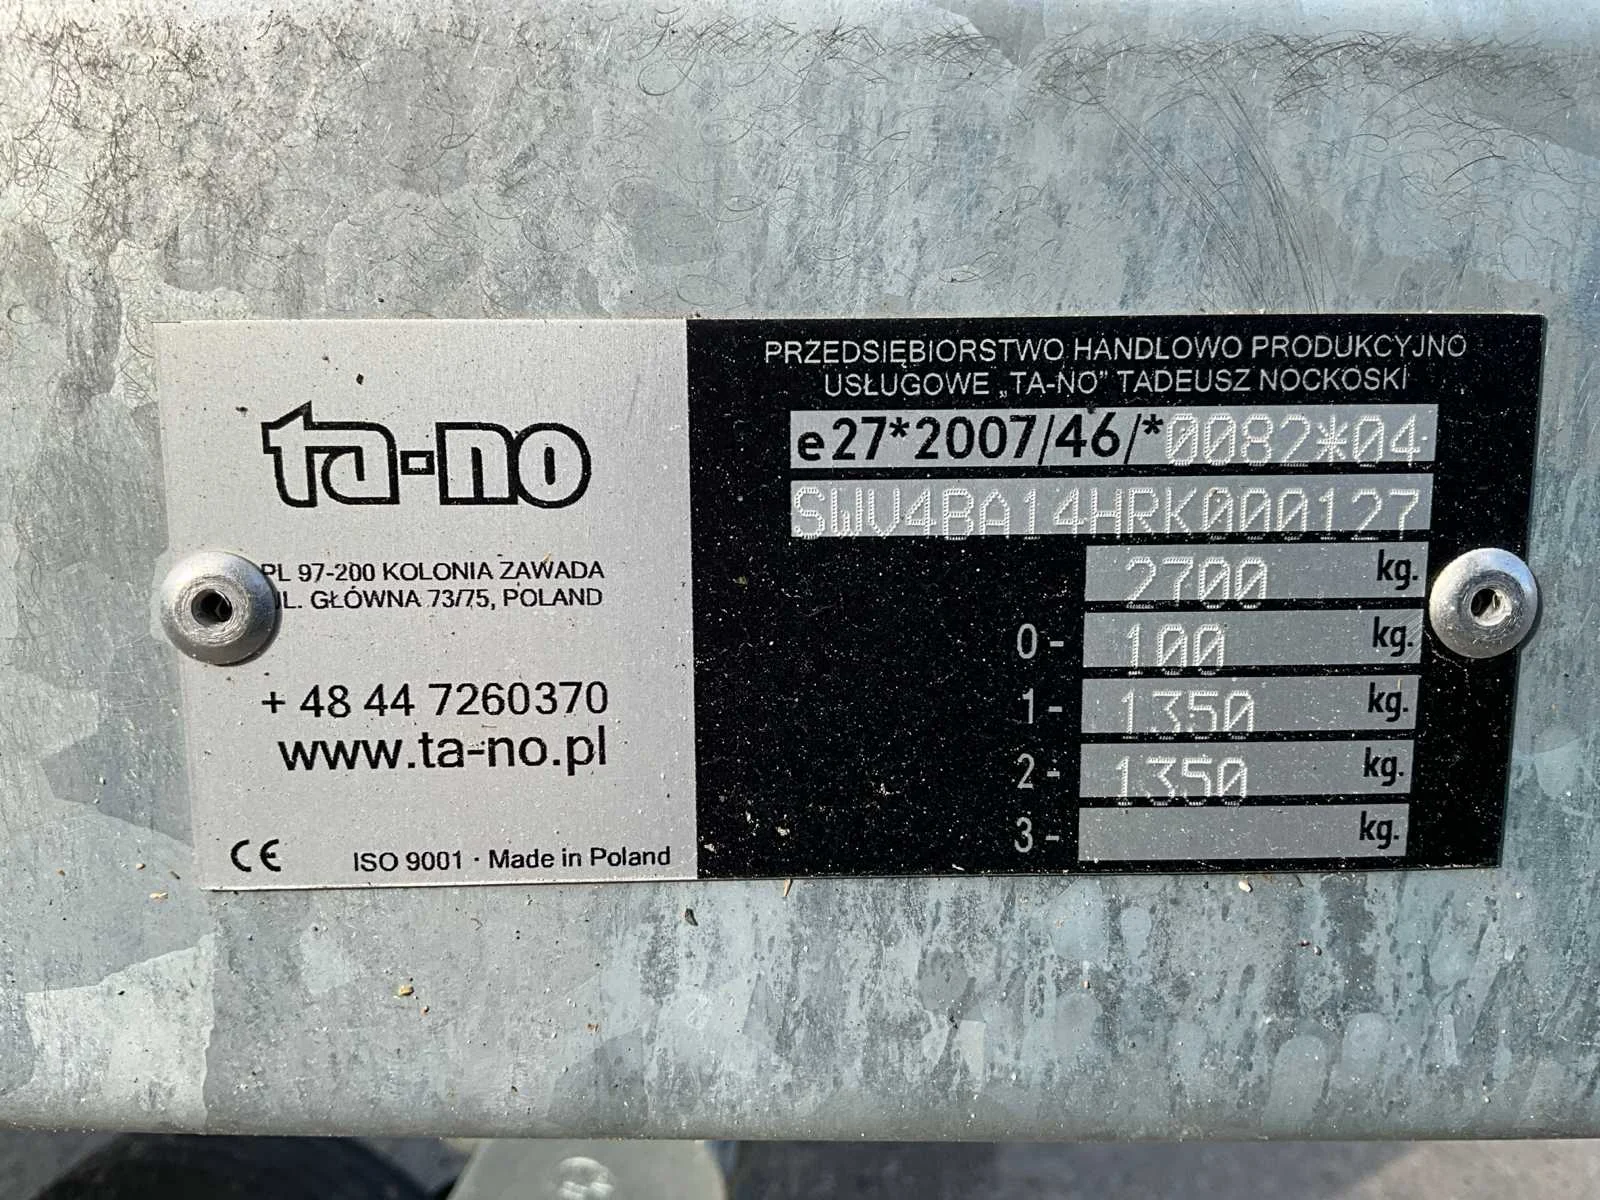 ta-no
PL 97-200 KOLONIA ZAWADA
UL. GŁÓWNA 73/75, POLAND
+ 48 44 7260370
www.ta-no.pl
CE
ISO 9001 · Made in Poland
PRZEDSIĘBIORSTWO HANDLOWO PRODUKCYJNO
USŁUGOWE „TA-NO” TADEUSZ NOCKOSKI
e27*2007/46/*0082*04
SWV4BA14HRK000127
2700 kg.
0- 100 kg.
1- 1350 kg.
2- 1350 kg.
3- kg.